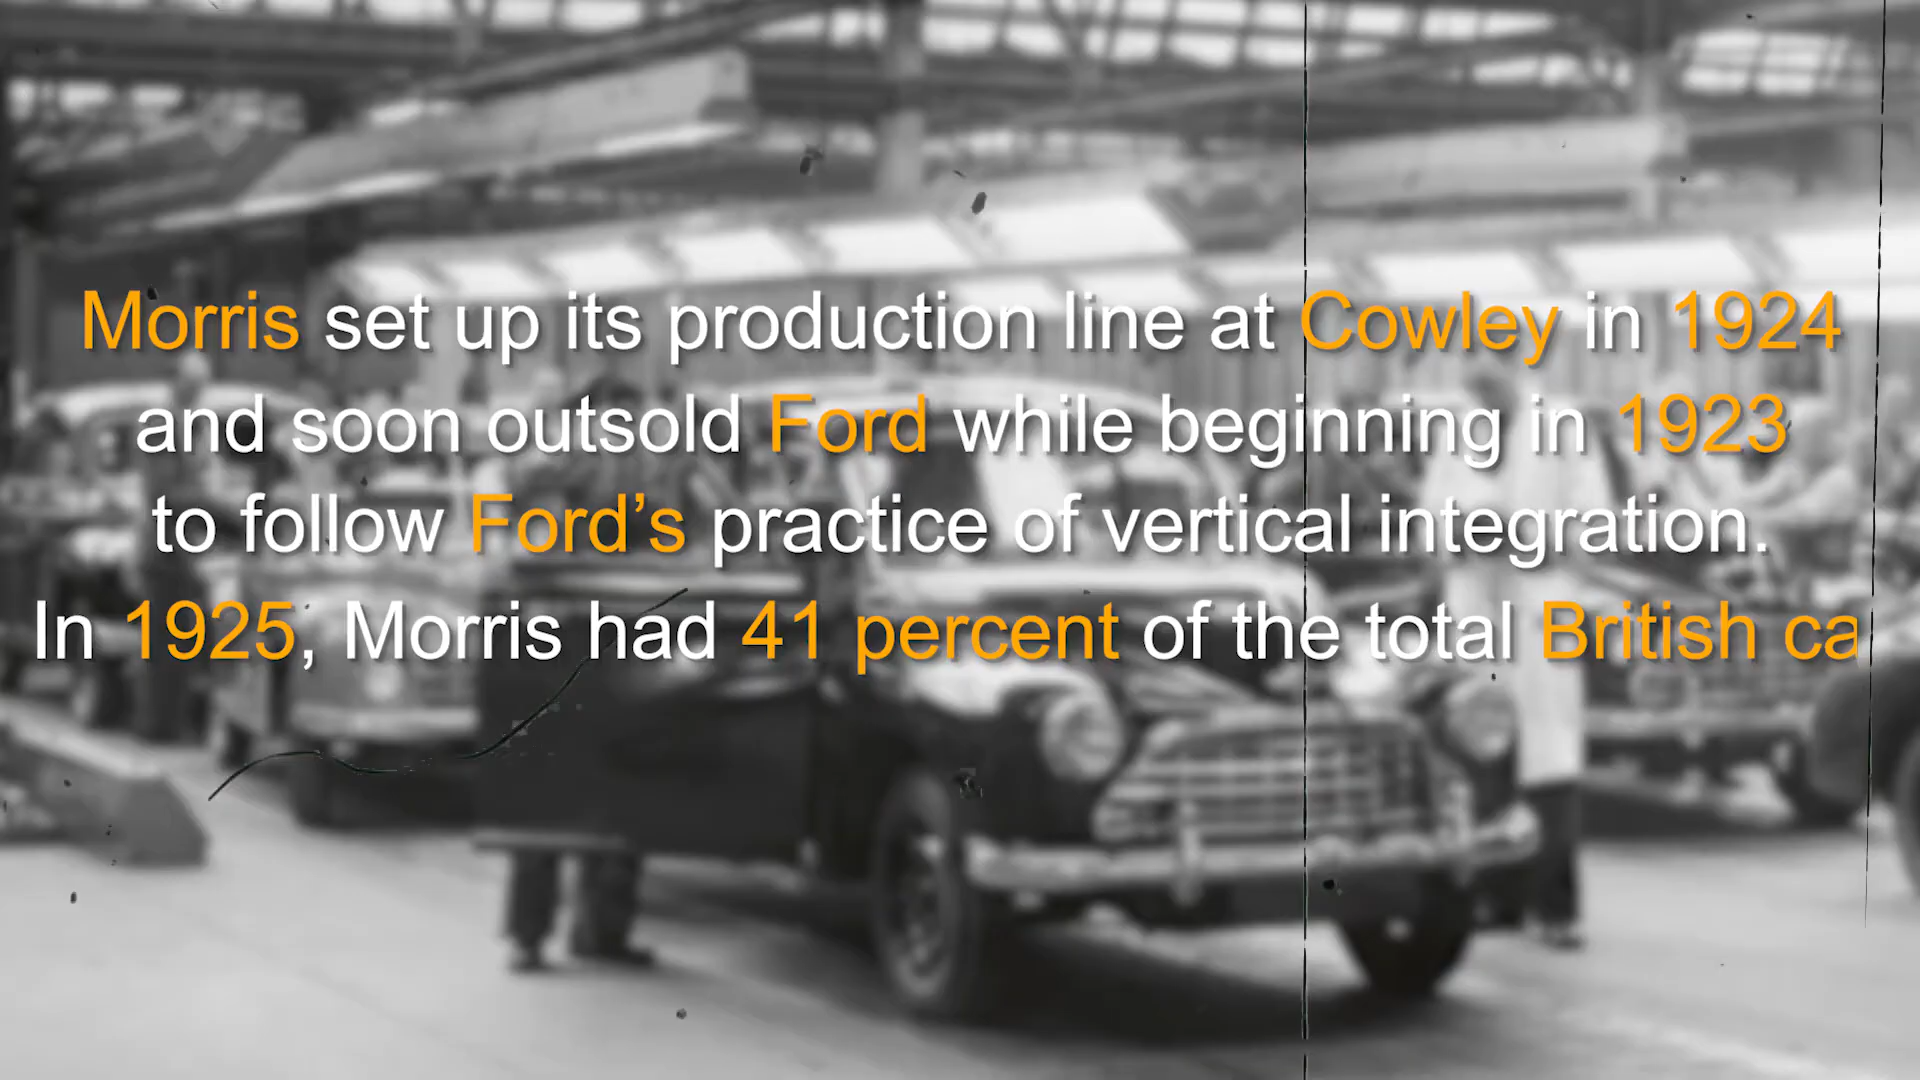 Morris set up its production line at Cowley in 1924
and soon outsold Ford while beginning in 1923
to follow Ford’s practice of vertical integration.
In 1925, Morris had 41 percent of the total British ca